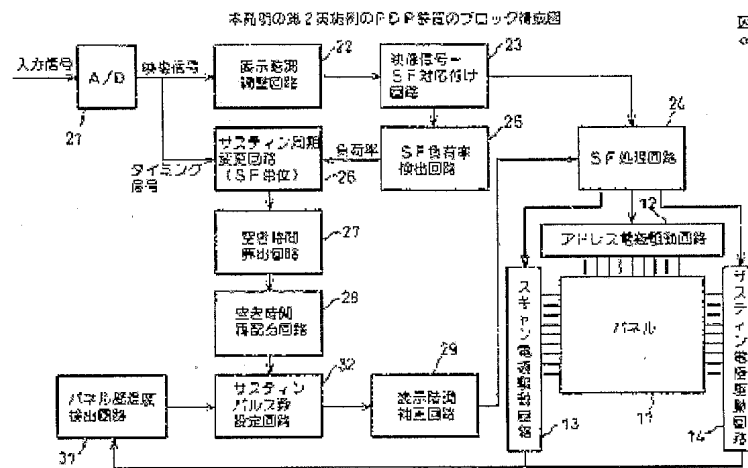 本発明の第2実施例のPDP装置のブロック構成図
図
入力信号
A/D
21
映像信号
表示階調
調整回路
22
映像信号－
SF対応付け
回路
23
24
SF処理回路
タイミング
信号
サスティン周期
変更回路
(SF単位)
26
負荷率
SF負荷率
検出回路
25
空き時間
算出回路
27
空き時間
再配分回路
28
12
アドレス電極駆動回路
スキャン電極駆動回路
13
パネル
11
サスティン電極駆動回路
14
パネル面温度
検出回路
31
サスティン
パルス数
設定回路
32
表示階調
補正回路
29